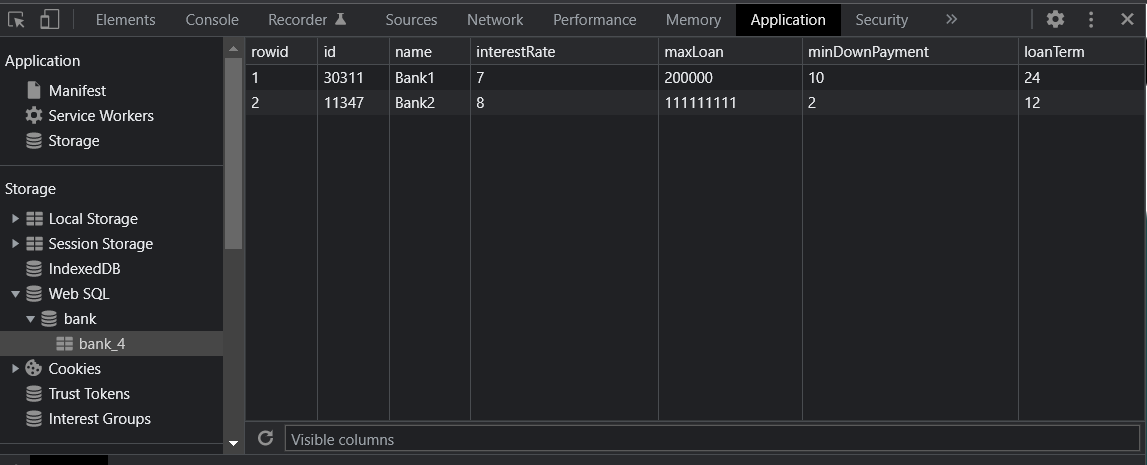 Elements Console Recorder Sources Network Performance Memory Application Security »
Application
Manifest
Service Workers
Storage
Storage
Local Storage
Session Storage
IndexedDB
Web SQL
bank
bank_4
Cookies
Trust Tokens
Interest Groups
rowid id name interestRate maxLoan minDownPayment loanTerm
1 30311 Bank1 7 200000 10 24
2 11347 Bank2 8 111111111 2 12
Visible columns